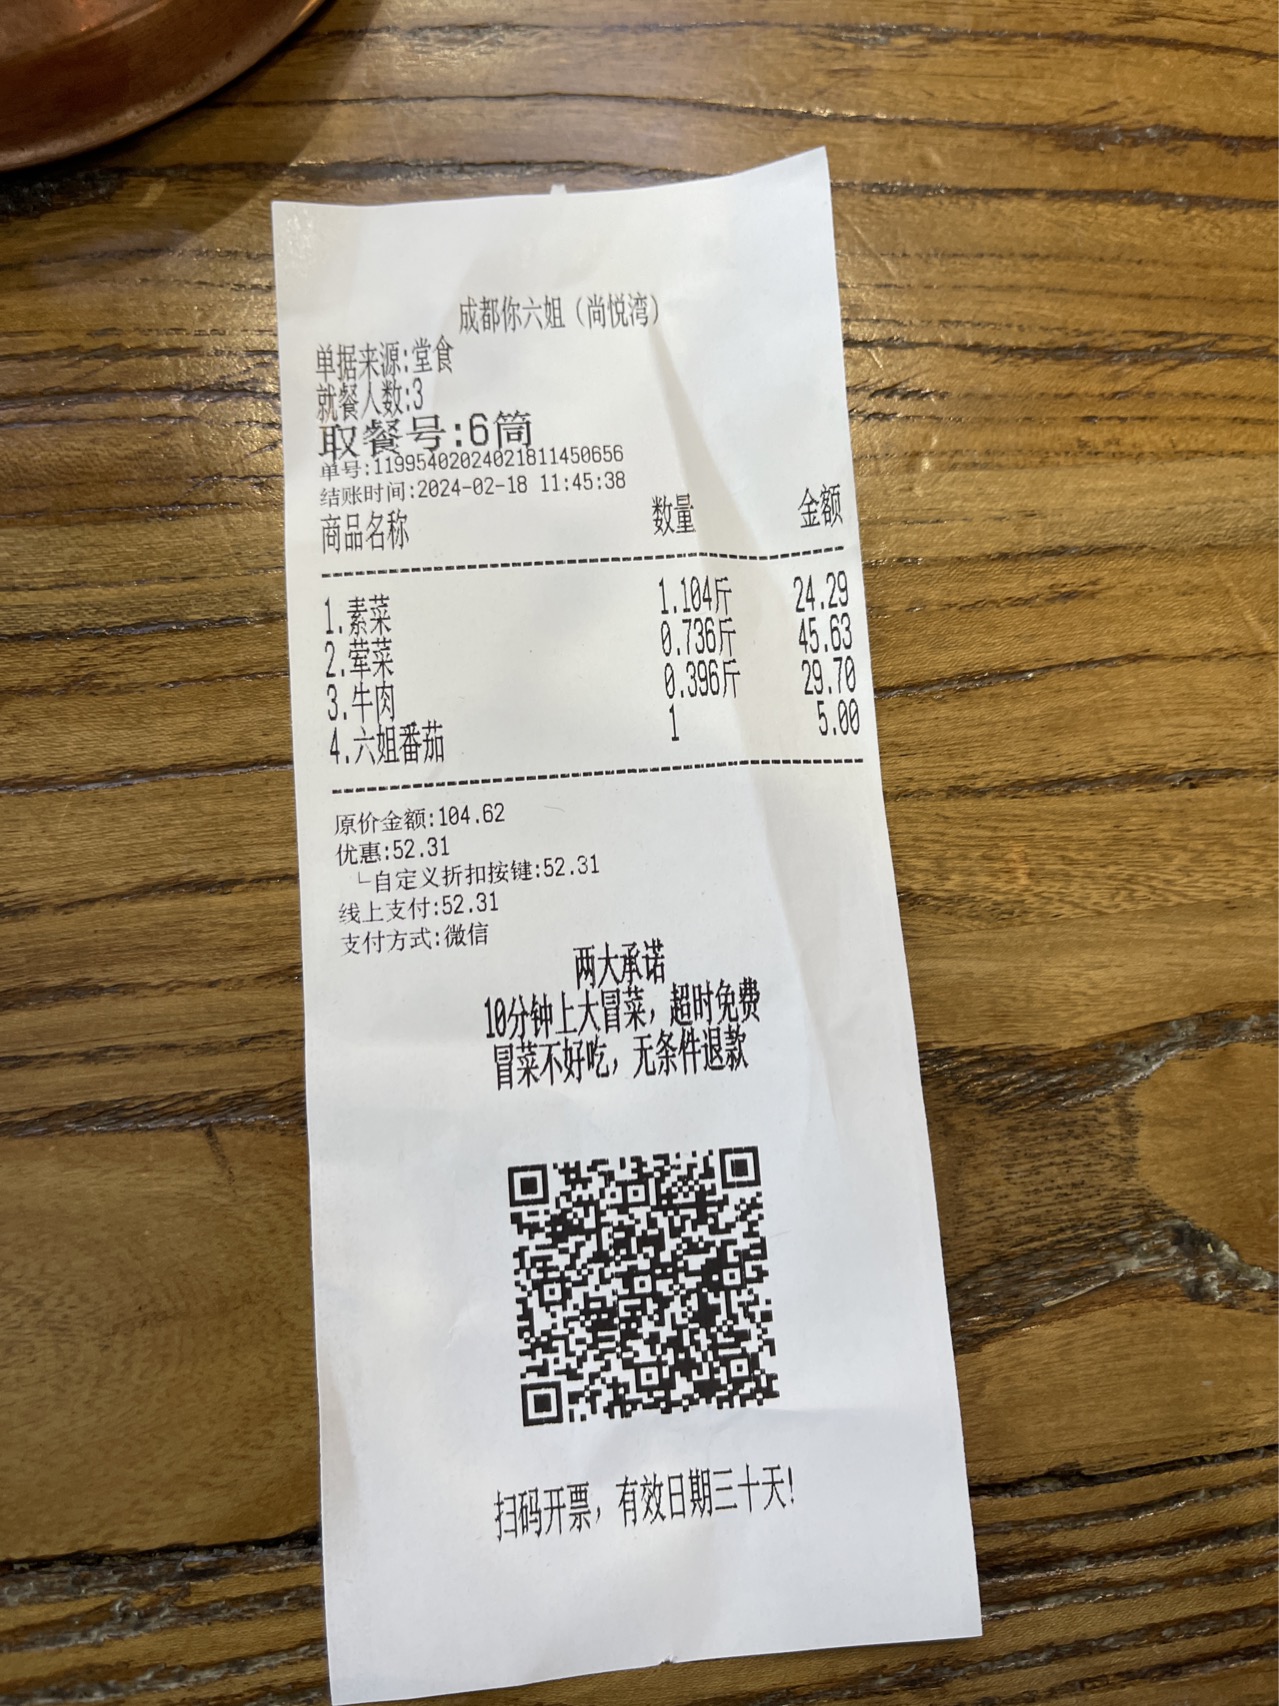 成都你六姐（尚悦湾）
单据来源:堂食
就餐人数:3
取餐号:6筒
单号:11995402024021811450656
结账时间:2024-02-18 11:45:38
商品名称 数量 金额
1.素菜 1.104斤 24.29
2.荤菜 0.736斤 45.63
3.牛肉 0.396斤 29.70
4.六姐番茄 1 5.00
原价金额:104.62
优惠:52.31
└自定义折扣按键:52.31
线上支付:52.31
支付方式:微信
两大承诺
10分钟上大冒菜，超时免费
冒菜不好吃，无条件退款
扫码开票，有效日期三十天!